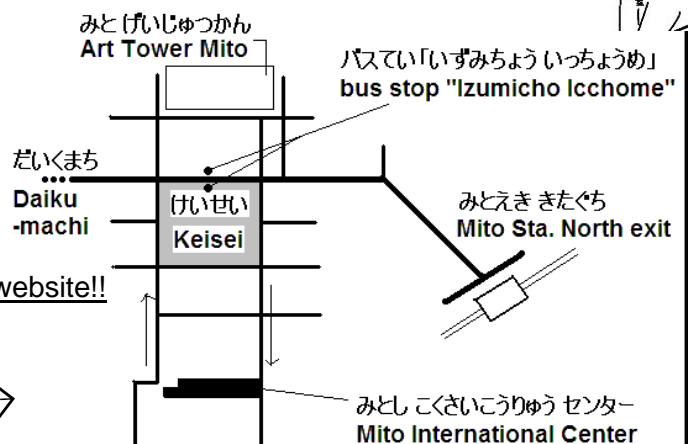 みと げいじゅつかん
Art Tower Mito
バスてい「いずみちょう いっちょうめ」
bus stop "Izumicho Icchome"
だいくまち
Daiku
-machi
けいせい
Keisei
みとえき きたぐち
Mito Sta. North exit
website!!
みとし こくさいこうりゅう センター
Mito International Center